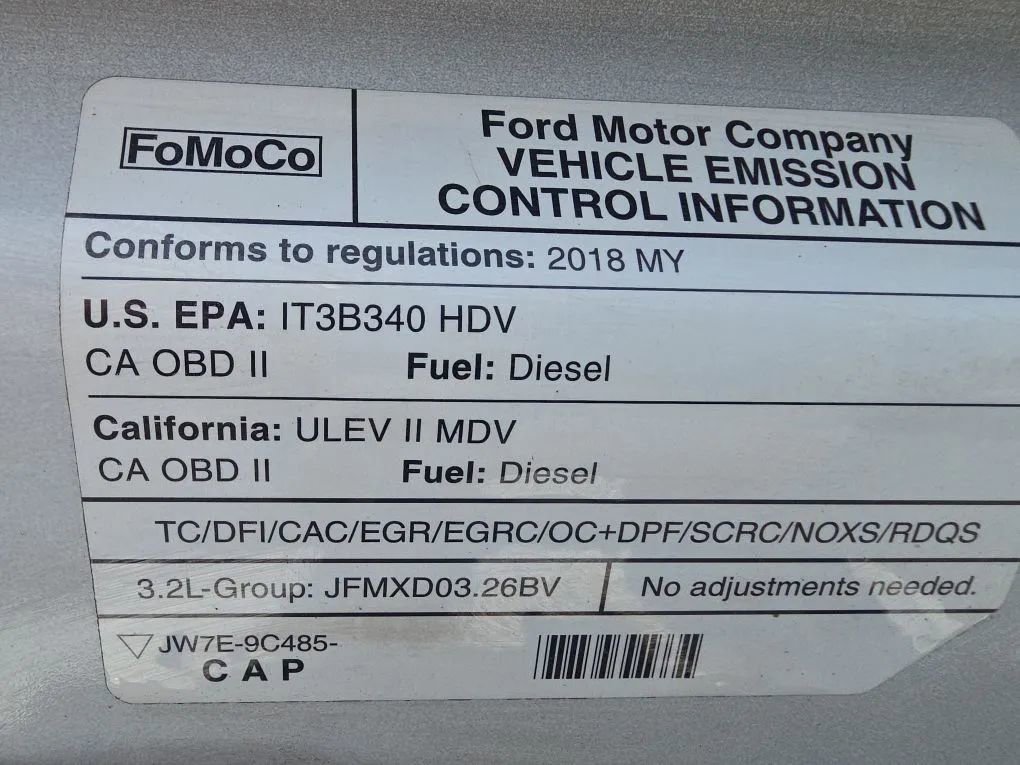 FoMoCo
Ford Motor Company
VEHICLE EMISSION
CONTROL INFORMATION
Conforms to regulations: 2018 MY
U.S. EPA: IT3B340 HDV
CA OBD II Fuel: Diesel
California: ULEV II MDV
CA OBD II Fuel: Diesel
TC/DFI/CAC/EGR/EGRC/OC+DPF/SCRC/NOXS/RDQS
3.2L-Group: JFMXD03.26BV No adjustments needed.
JW7E-9C485-
C A P